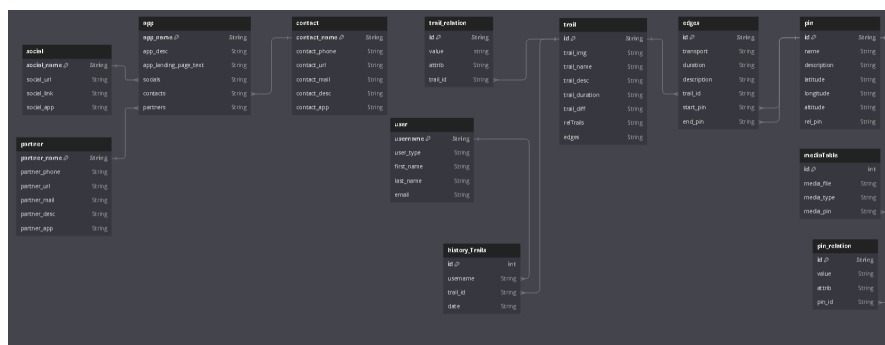 social
social_name String
social_url String
social_link String
social_app String
partner
partner_name String
partner_phone String
partner_url String
partner_mail String
partner_desc String
partner_app String
app
app_name String
app_desc String
app_landing_page_text String
socials String
contacts String
partners String
contact
contact_name String
contact_phone String
contact_url String
contact_mail String
contact_desc String
contact_app String
trail_relation
id String
value string
attrib String
trail_id String
user
username String
user_type String
first_name String
last_name String
email String
history_Trails
id int
username String
trail_id String
date String
trail
id String
trail_img String
trail_name String
trail_desc String
trail_duration String
trail_diff String
relTrails String
edges String
edges
id String
transport String
duration String
description String
trail_id String
start_pin String
end_pin String
pin
id String
name String
description String
latitude String
longitude String
altitude String
rel_pin String
mediaTable
id int
media_file String
media_type String
media_pin String
pin_relation
id String
value String
attrib String
pin_id String